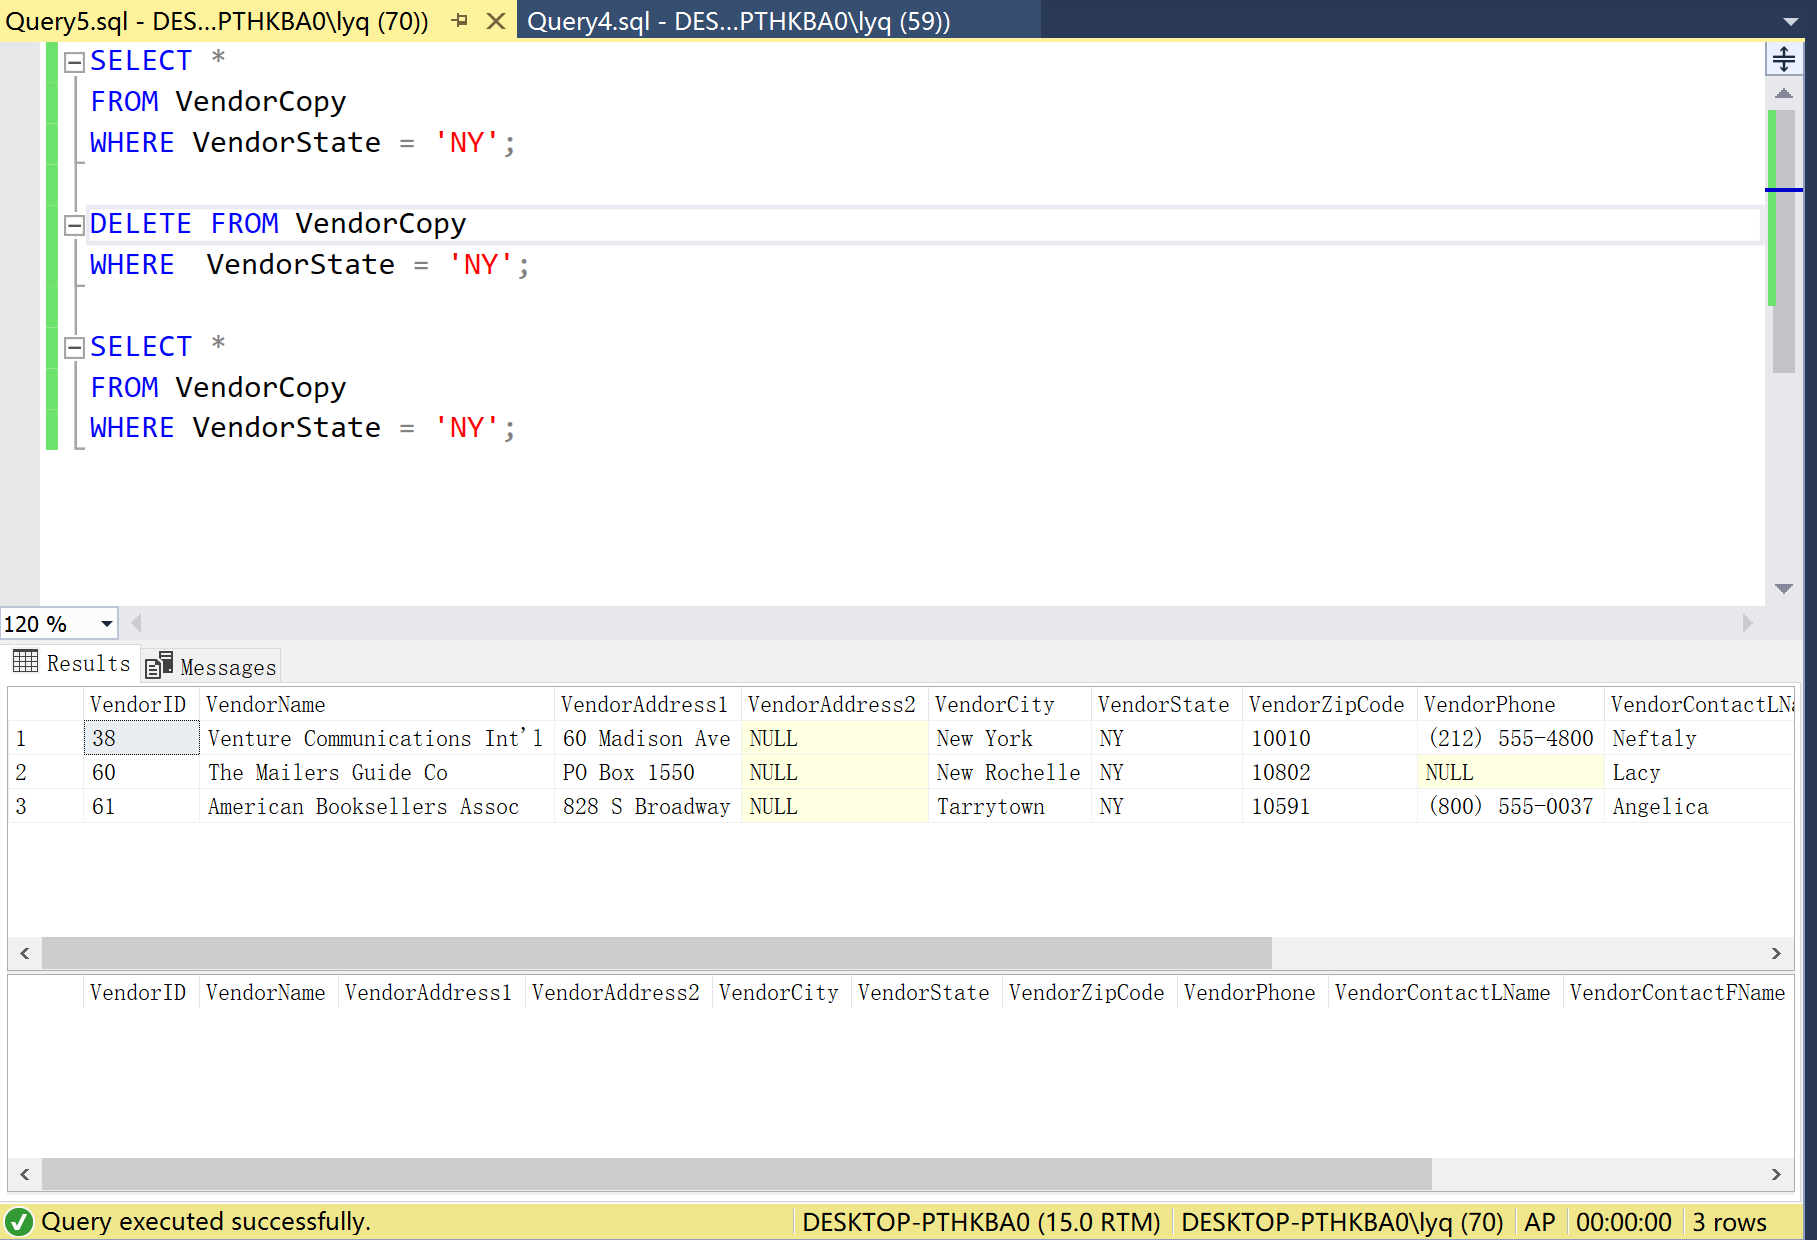 Query5.sql - DES...PTHKBA0\lyq (70)) Query4.sql - DES...PTHKBA0\lyq (59))
SELECT *
FROM VendorCopy
WHERE VendorState = 'NY';
DELETE FROM VendorCopy
WHERE  VendorState = 'NY';
SELECT *
FROM VendorCopy
WHERE VendorState = 'NY';
120 %
Results Messages
VendorID VendorName VendorAddress1 VendorAddress2 VendorCity VendorState VendorZipCode VendorPhone VendorContactLNa
1 38 Venture Communications Int'l 60 Madison Ave NULL New York NY 10010 (212) 555-4800 Neftaly
2 60 The Mailers Guide Co PO Box 1550 NULL New Rochelle NY 10802 NULL Lacy
3 61 American Booksellers Assoc 828 S Broadway NULL Tarrytown NY 10591 (800) 555-0037 Angelica
VendorID VendorName VendorAddress1 VendorAddress2 VendorCity VendorState VendorZipCode VendorPhone VendorContactLName VendorContactFName
Query executed successfully. DESKTOP-PTHKBA0 (15.0 RTM) DESKTOP-PTHKBA0\lyq (70) AP 00:00:00 3 rows